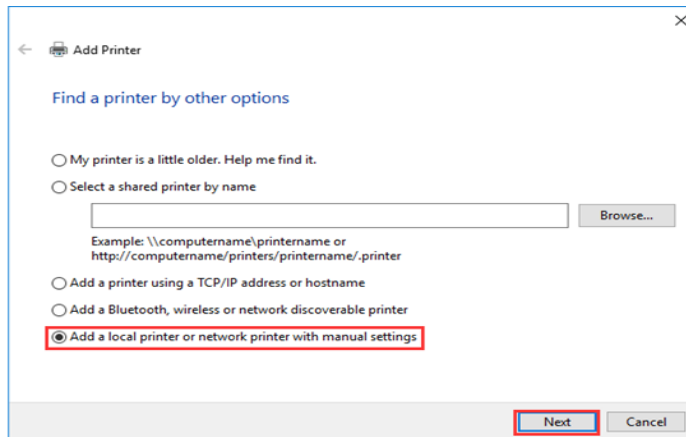 Add Printer
Find a printer by other options
My printer is a little older. Help me find it.
Select a shared printer by name
Browse...
Example: \\computername\printername or
http://computername/printers/printername/.printer
Add a printer using a TCP/IP address or hostname
Add a Bluetooth, wireless or network discoverable printer
Add a local printer or network printer with manual settings
Next
Cancel